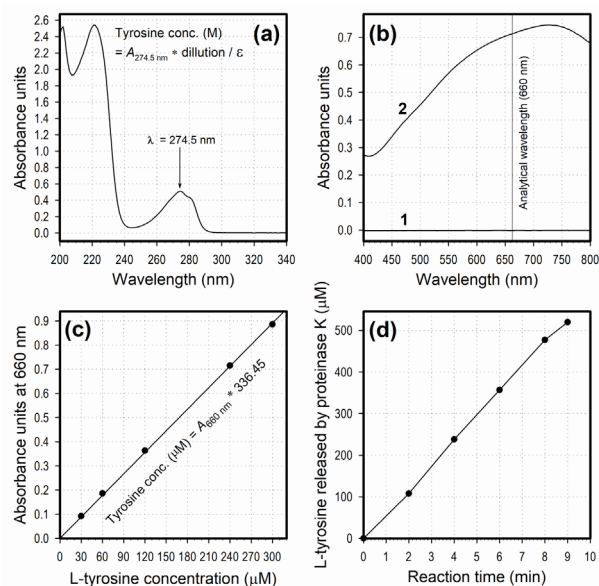 (a)
Tyrosine conc. (M)
= A274.5 nm * dillution / ε
λ = 274.5 nm
Absorbance units
2.6
2.4
2.2
2.0
1.8
1.6
1.4
1.2
1.0
0.8
0.6
0.4
0.2
0.0
200 220 240 260 280 300 320 340
Wavelength (nm)
(b)
2
1
Analytical wavelength (660 nm)
Absorbance units
0.7
0.6
0.5
0.4
0.3
0.2
0.1
0.0
400 450 500 550 600 650 700 750 800
Wavelength (nm)
(c)
Tyrosine conc. (μM) = A660 nm * 336.45
Absorbance units at 660 nm
0.9
0.8
0.7
0.6
0.5
0.4
0.3
0.2
0.1
0.0
0 30 60 90 120 150 180 210 240 270 300
L-tyrosine concentration (μM)
(d)
L-tyrosine released by proteinase K (μM)
500
400
300
200
100
0
0 1 2 3 4 5 6 7 8 9 10
Reaction time (min)